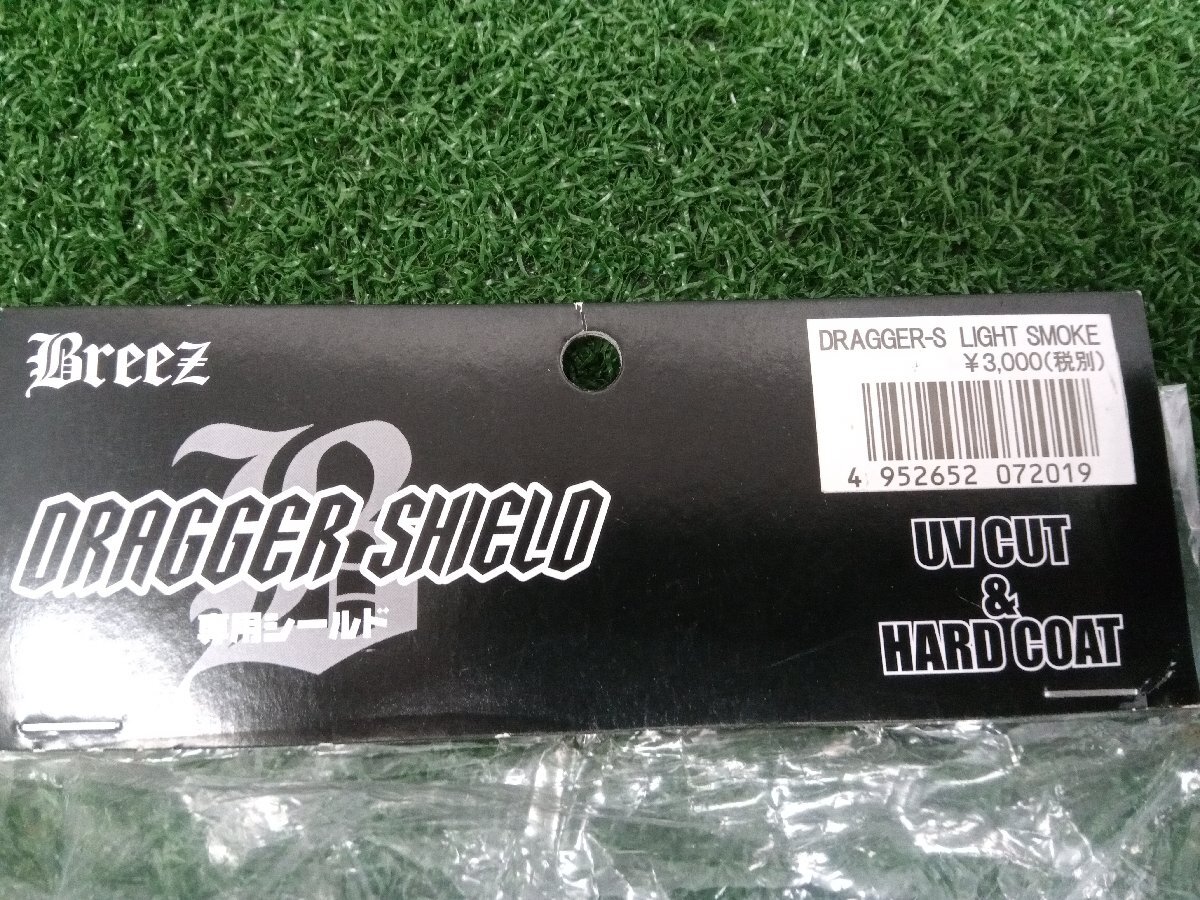 Breez
DRAGGER-S LIGHT SMOKE
¥3,000(税別)
4 952652 072019
DRAGGER・SHIELD
専用シールド
UV CUT
&
HARD COAT